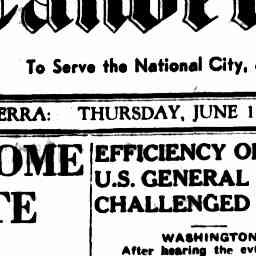 To Serve the National City,
ERRA: THURSDAY, JUNE 1
OME
TE
EFFICIENCY O
U.S. GENERAL
CHALLENGED
WASHINGTON
After hearing the